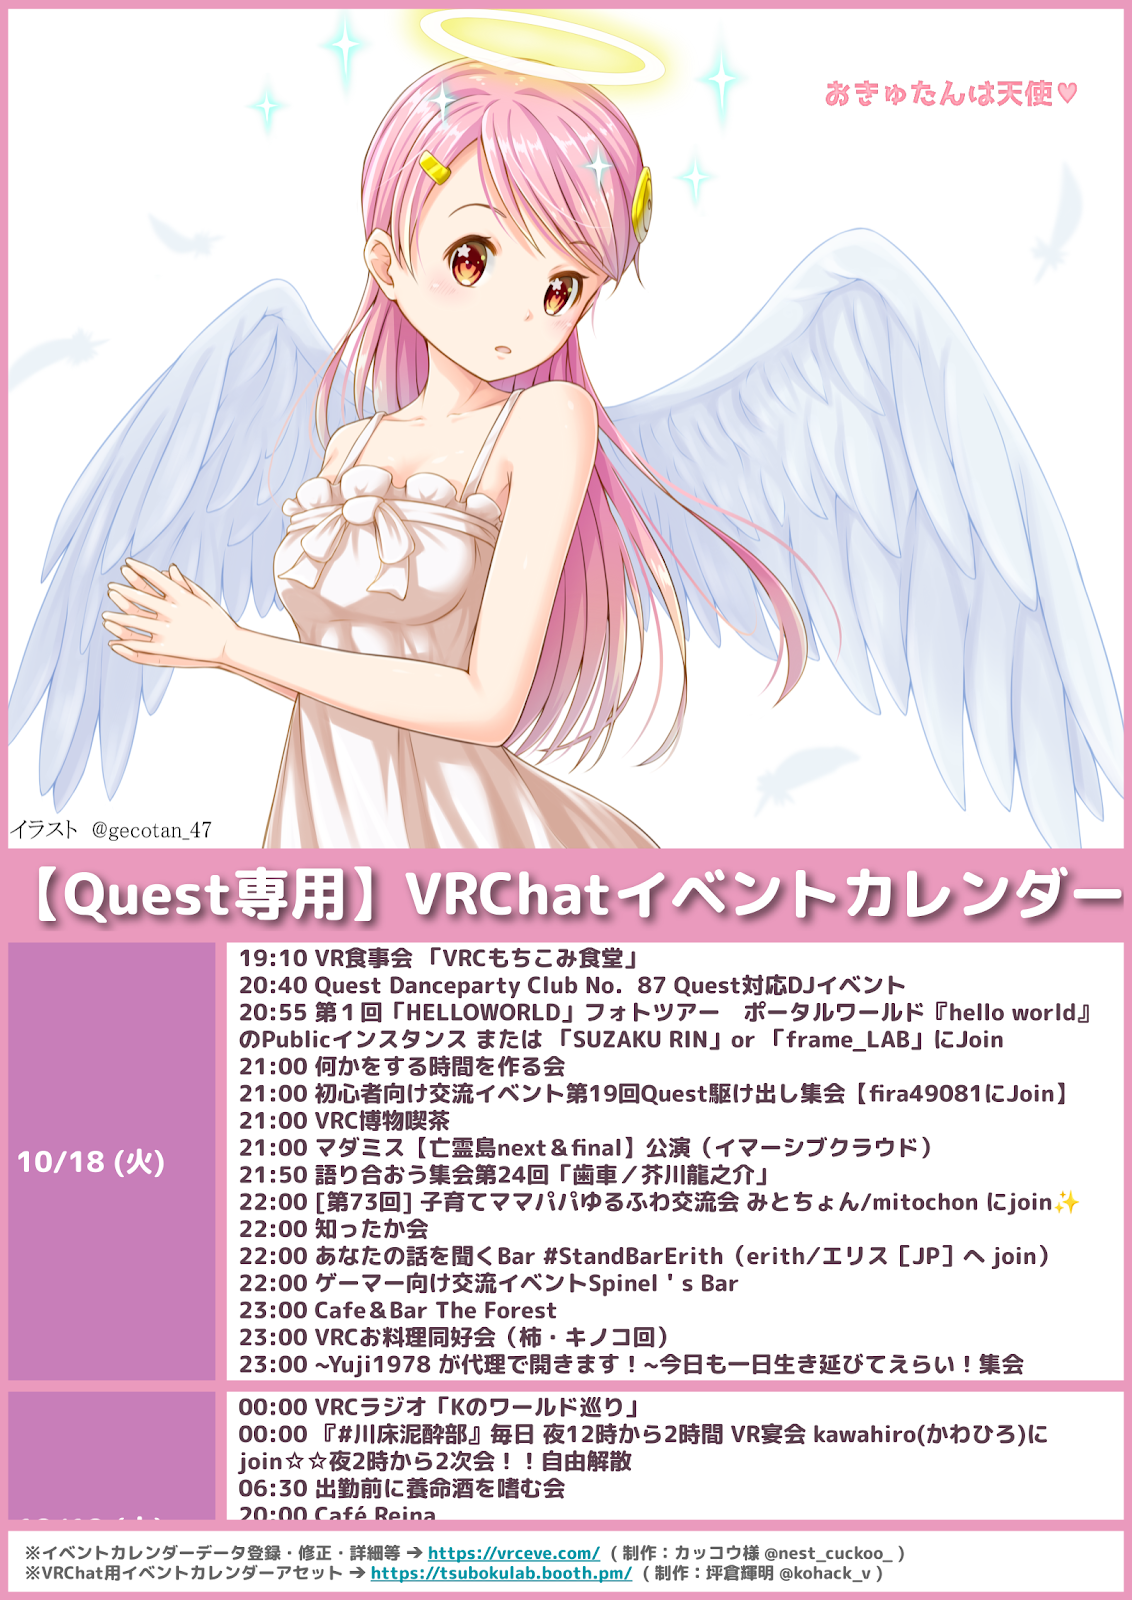 おきゅたんは天使♥
イラスト @gecotan_47
【Quest専用】VRChatイベントカレンダー
10/18 (火)
19:10 VR食事会 「VRCもちこみ食堂」
20:40 Quest Danceparty Club No．87 Quest対応DJイベント
20:55 第１回「HELLOWORLD」フォトツアー　ポータルワールド『hello world』
のPublicインスタンス または 「SUZAKU RIN」or 「frame_LAB」にJoin
21:00 何かをする時間を作る会
21:00 初心者向け交流イベント第19回Quest駆け出し集会【fira49081にJoin】
21:00 VRC博物喫茶
21:00 マダミス【亡霊島next＆final】公演（イマーシブクラウド）
21:50 語り合おう集会第24回「歯車／芥川龍之介」
22:00 [第73回] 子育てママパパゆるふわ交流会 みとちょん/mitochon にjoin✨
22:00 知ったか会
22:00 あなたの話を聞くBar #StandBarErith（erith/エリス［JP］へ join）
22:00 ゲーマー向け交流イベントSpinel＇s Bar
23:00 Cafe＆Bar The Forest
23:00 VRCお料理同好会（柿・キノコ回）
23:00 ~Yuji1978 が代理で開きます！~今日も一日生き延びてえらい！集会
00:00 VRCラジオ「Kのワールド巡り」
00:00 『#川床泥酔部』毎日 夜12時から2時間 VR宴会 kawahiro(かわひろ)に
join☆☆夜2時から2次会！！自由解散
06:30 出勤前に養命酒を嗜む会
20:00 Café Reina
※イベントカレンダーデータ登録・修正・詳細等 ➔ https://vrceve.com/ ( 制作：カッコウ様 @nest_cuckoo_ )
※VRChat用イベントカレンダーアセット ➔ https://tsubokulab.booth.pm/ ( 制作：坪倉輝明 @kohack_v )